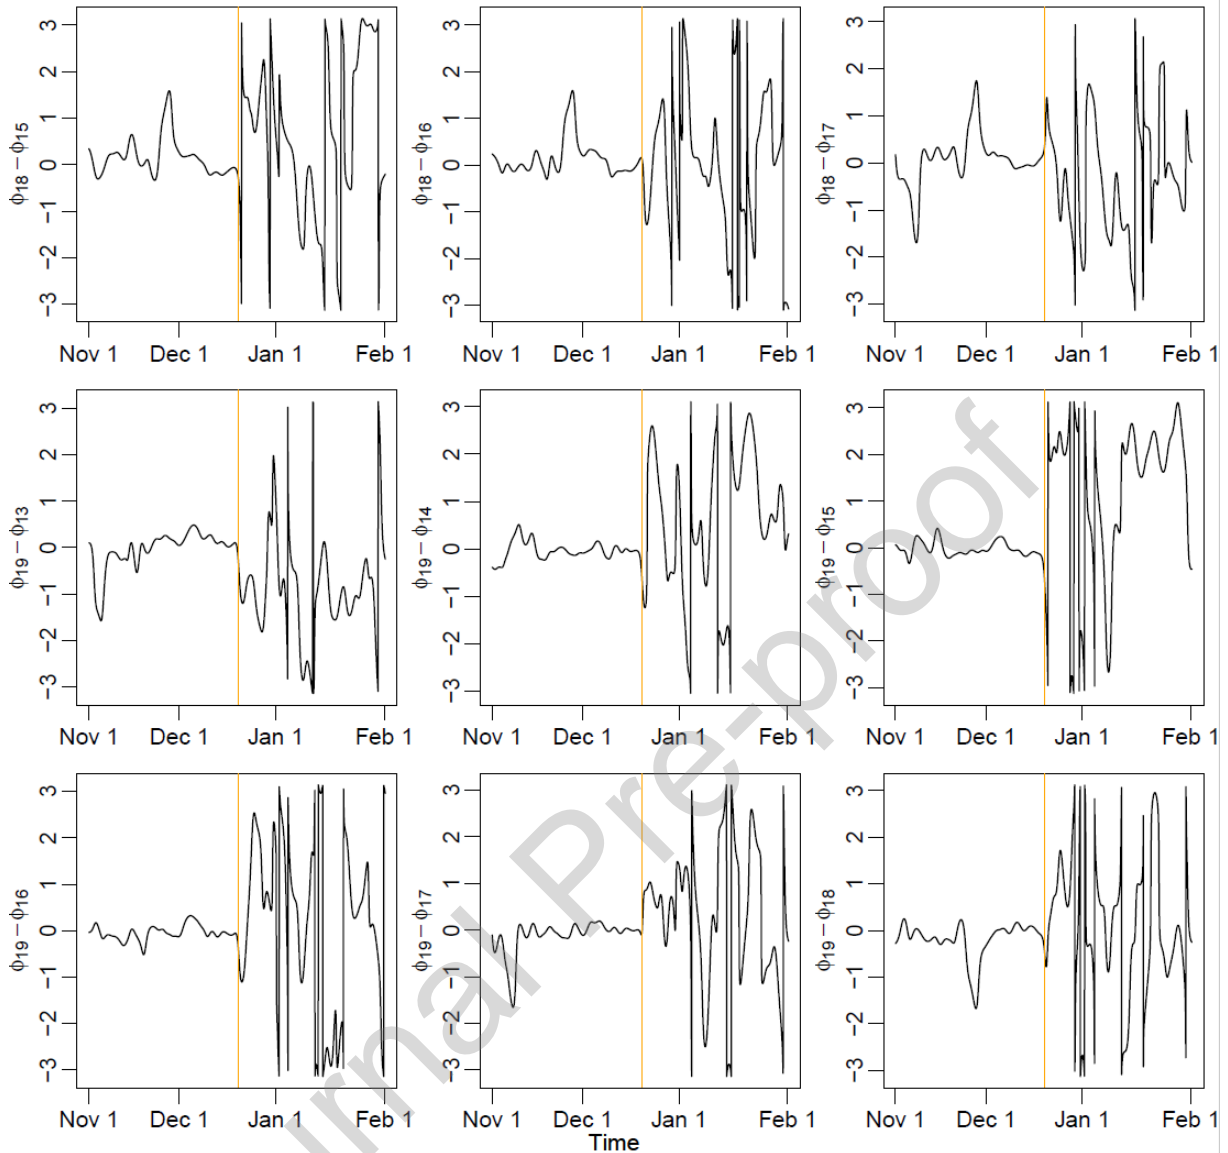 3 2 1 0 −1 −2 −3
ϕ18 − ϕ15
Nov 1 Dec 1 Jan 1 Feb 1
3 2 1 0 −1 −2 −3
ϕ18 − ϕ16
Nov 1 Dec 1 Jan 1 Feb 1
3 2 1 0 −1 −2 −3
ϕ18 − ϕ17
Nov 1 Dec 1 Jan 1 Feb 1
3 2 1 0 −1 −2 −3
ϕ19 − ϕ13
Nov 1 Dec 1 Jan 1 Feb 1
3 2 1 0 −1 −2 −3
ϕ19 − ϕ14
Nov 1 Dec 1 Jan 1 Feb 1
3 2 1 0 −1 −2 −3
ϕ19 − ϕ15
Nov 1 Dec 1 Jan 1 Feb 1
3 2 1 0 −1 −2 −3
ϕ19 − ϕ16
Nov 1 Dec 1 Jan 1 Feb 1
3 2 1 0 −1 −2 −3
ϕ19 − ϕ17
Nov 1 Dec 1 Jan 1 Feb 1
3 2 1 0 −1 −2 −3
ϕ19 − ϕ18
Nov 1 Dec 1 Jan 1 Feb 1
Time
urnal Pre-proof